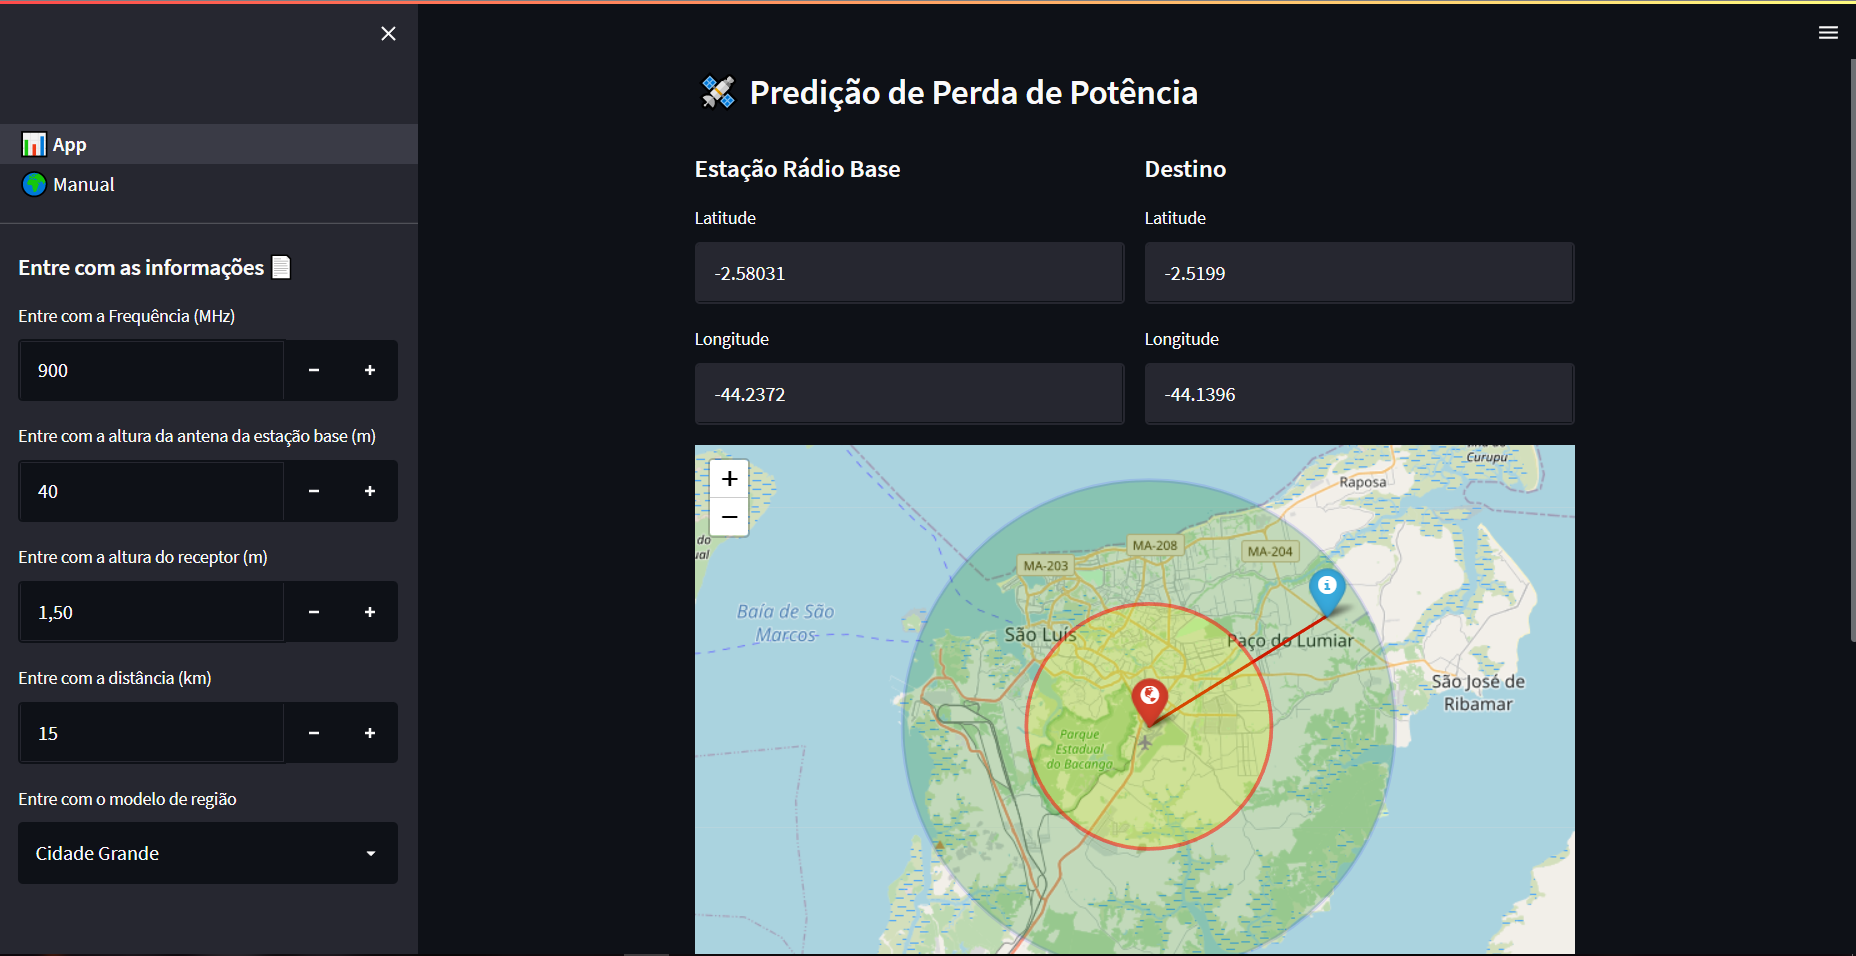 App
Manual
Entre com as informações
Entre com a Frequência (MHz)
900
Entre com a altura da antena da estação base (m)
40
Entre com a altura do receptor (m)
1,50
Entre com a distância (km)
15
Entre com o modelo de região
Cidade Grande
Predição de Perda de Potência
Estação Rádio Base
Latitude
-2.58031
Longitude
-44.2372
Destino
Latitude
-2.5199
Longitude
-44.1396
Curupu
Raposa
do
MA-208
MA-204
MA-203
Baía de São
Marcos
São Luís
Paço do Lumiar
São José de
Ribamar
Parque
Estadual
do Bacanga